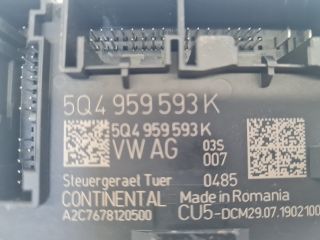 5Q4 959 593 K
5Q4 959 593 K
VW AG 03S
007
Steuergerael Tuer 0485
CONTINENTAL Made in Romania
A2C7678120500 CU5-DCM29.07.1902100